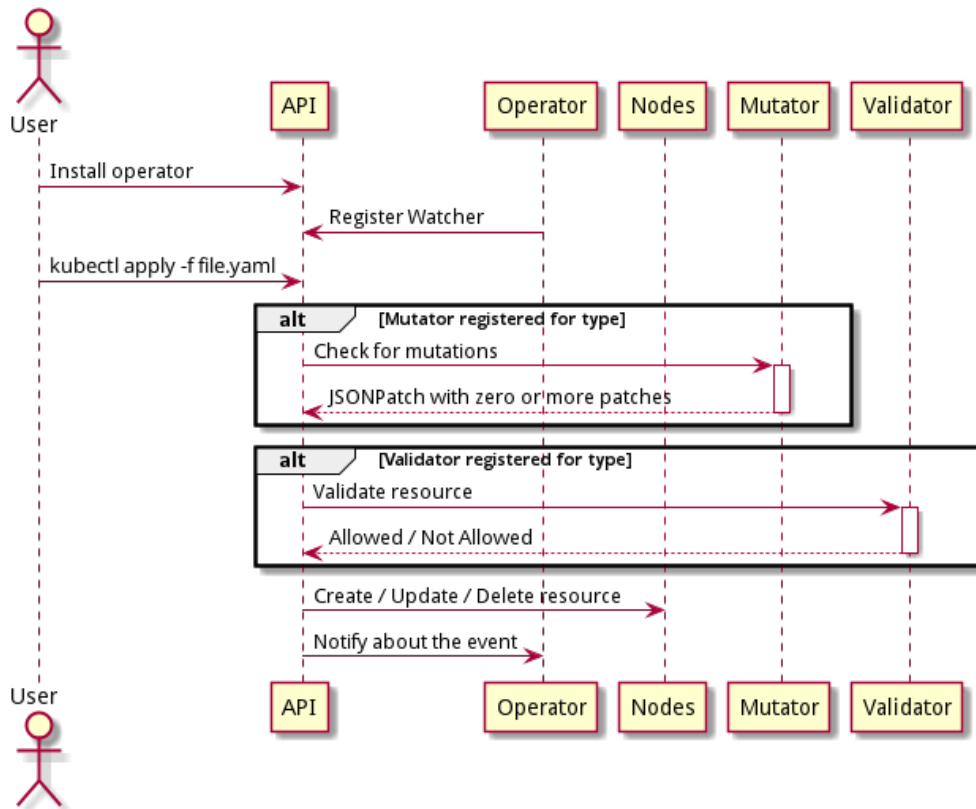 User
API
Operator
Nodes
Mutator
Validator
Install operator
Register Watcher
kubectl apply -f file.yaml
alt
[Mutator registered for type]
Check for mutations
JSONPatch with zero or more patches
alt
[Validator registered for type]
Validate resource
Allowed / Not Allowed
Create / Update / Delete resource
Notify about the event
User
API
Operator
Nodes
Mutator
Validator